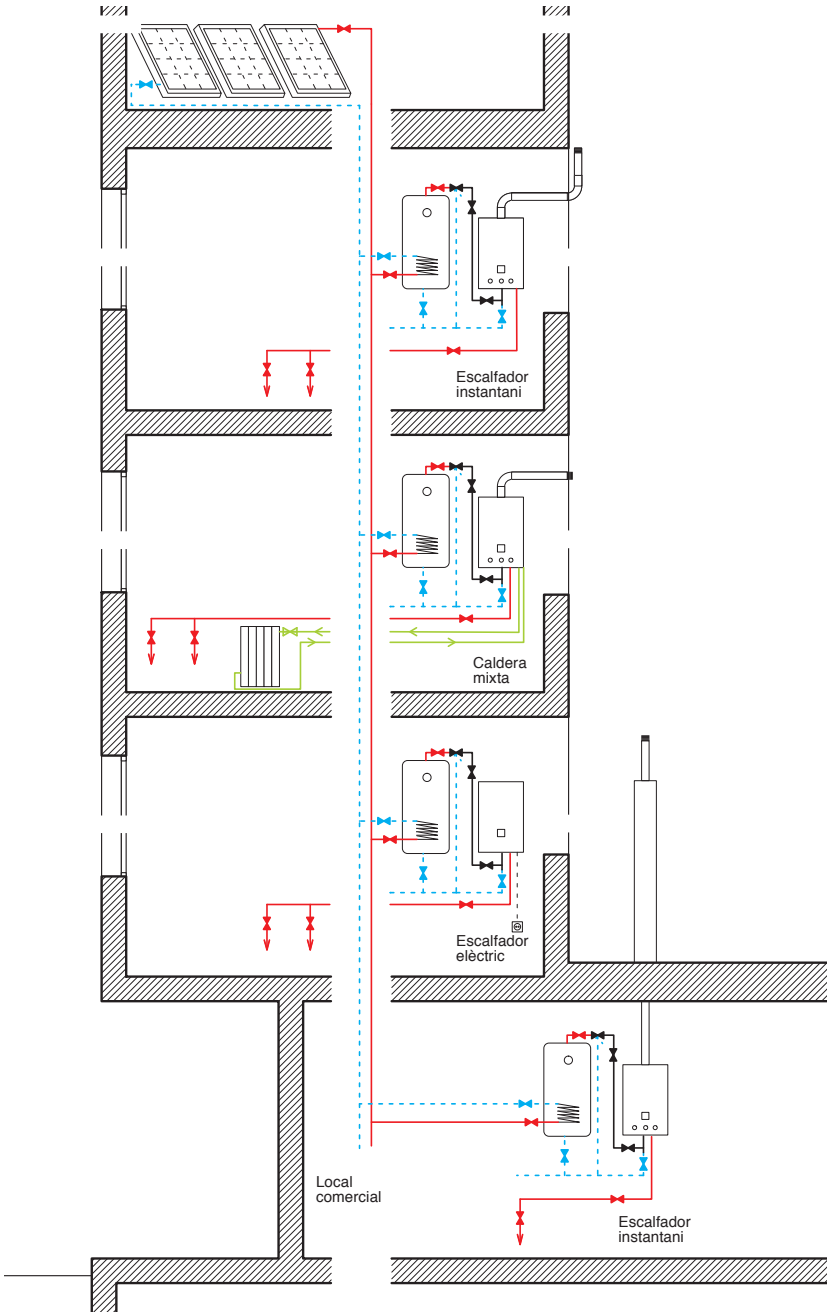 Escalfador
instantani
Caldera
mixta
Escalfador
elèctric
Local
comercial
Escalfador
instantani